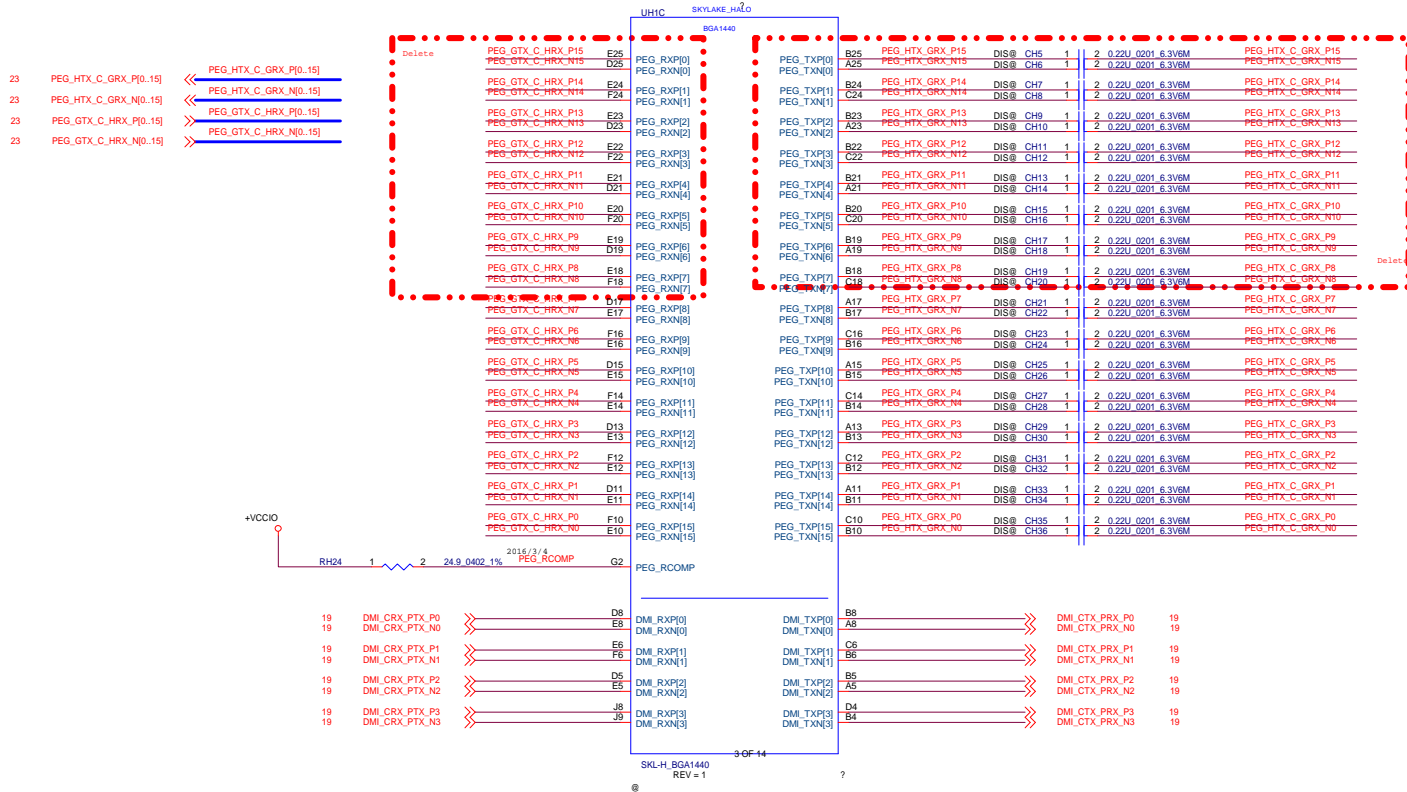 UH1C SKYLAKE_HALO ?
BGA1440
Delete
PEG_GTX_C_HRX_P15 E25 PEG_RXP[0] PEG_TXP[0] B25 PEG_HTX_GRX_P15 DIS@ CH5 1 2 0.22U_0201_6.3V6M PEG_HTX_C_GRX_P15
PEG_GTX_C_HRX_N15 D25 PEG_RXN[0] PEG_TXN[0] A25 PEG_HTX_GRX_N15 DIS@ CH6 1 2 0.22U_0201_6.3V6M PEG_HTX_C_GRX_N15
23 PEG_HTX_C_GRX_P[0..15] PEG_HTX_C_GRX_P[0..15]
PEG_GTX_C_HRX_P14 E24 PEG_RXP[1] PEG_TXP[1] B24 PEG_HTX_GRX_P14 DIS@ CH7 1 2 0.22U_0201_6.3V6M PEG_HTX_C_GRX_P14
PEG_GTX_C_HRX_N14 F24 PEG_RXN[1] PEG_TXN[1] C24 PEG_HTX_GRX_N14 DIS@ CH8 1 2 0.22U_0201_6.3V6M PEG_HTX_C_GRX_N14
23 PEG_HTX_C_GRX_N[0..15] PEG_HTX_C_GRX_N[0..15]
PEG_GTX_C_HRX_P13 E23 PEG_RXP[2] PEG_TXP[2] B23 PEG_HTX_GRX_P13 DIS@ CH9 1 2 0.22U_0201_6.3V6M PEG_HTX_C_GRX_P13
PEG_GTX_C_HRX_N13 D23 PEG_RXN[2] PEG_TXN[2] A23 PEG_HTX_GRX_N13 DIS@ CH10 1 2 0.22U_0201_6.3V6M PEG_HTX_C_GRX_N13
23 PEG_GTX_C_HRX_P[0..15] PEG_GTX_C_HRX_P[0..15]
23 PEG_GTX_C_HRX_N[0..15] PEG_GTX_C_HRX_N[0..15]
PEG_GTX_C_HRX_P12 E22 PEG_RXP[3] PEG_TXP[3] B22 PEG_HTX_GRX_P12 DIS@ CH11 1 2 0.22U_0201_6.3V6M PEG_HTX_C_GRX_P12
PEG_GTX_C_HRX_N12 F22 PEG_RXN[3] PEG_TXN[3] C22 PEG_HTX_GRX_N12 DIS@ CH12 1 2 0.22U_0201_6.3V6M PEG_HTX_C_GRX_N12
PEG_GTX_C_HRX_P11 E21 PEG_RXP[4] PEG_TXP[4] B21 PEG_HTX_GRX_P11 DIS@ CH13 1 2 0.22U_0201_6.3V6M PEG_HTX_C_GRX_P11
PEG_GTX_C_HRX_N11 D21 PEG_RXN[4] PEG_TXN[4] A21 PEG_HTX_GRX_N11 DIS@ CH14 1 2 0.22U_0201_6.3V6M PEG_HTX_C_GRX_N11
PEG_GTX_C_HRX_P10 E20 PEG_RXP[5] PEG_TXP[5] B20 PEG_HTX_GRX_P10 DIS@ CH15 1 2 0.22U_0201_6.3V6M PEG_HTX_C_GRX_P10
PEG_GTX_C_HRX_N10 F20 PEG_RXN[5] PEG_TXN[5] C20 PEG_HTX_GRX_N10 DIS@ CH16 1 2 0.22U_0201_6.3V6M PEG_HTX_C_GRX_N10
PEG_GTX_C_HRX_P9 E19 PEG_RXP[6] PEG_TXP[6] B19 PEG_HTX_GRX_P9 DIS@ CH17 1 2 0.22U_0201_6.3V6M PEG_HTX_C_GRX_P9
PEG_GTX_C_HRX_N9 D19 PEG_RXN[6] PEG_TXN[6] A19 PEG_HTX_GRX_N9 DIS@ CH18 1 2 0.22U_0201_6.3V6M PEG_HTX_C_GRX_N9
Delete
PEG_GTX_C_HRX_P8 E18 PEG_RXP[7] PEG_TXP[7] B18 PEG_HTX_GRX_P8 DIS@ CH19 1 2 0.22U_0201_6.3V6M PEG_HTX_C_GRX_P8
PEG_GTX_C_HRX_N8 F18 PEG_RXN[7] PEG_TXN[7] C18 PEG_HTX_GRX_N8 DIS@ CH20 1 2 0.22U_0201_6.3V6M PEG_HTX_C_GRX_N8
D17 PEG_RXP[8] PEG_TXP[8] A17 PEG_HTX_GRX_P7 DIS@ CH21 1 2 0.22U_0201_6.3V6M PEG_HTX_C_GRX_P7
PEG_GTX_C_HRX_N7 E17 PEG_RXN[8] PEG_TXN[8] B17 PEG_HTX_GRX_N7 DIS@ CH22 1 2 0.22U_0201_6.3V6M PEG_HTX_C_GRX_N7
PEG_GTX_C_HRX_P6 F16 PEG_RXP[9] PEG_TXP[9] C16 PEG_HTX_GRX_P6 DIS@ CH23 1 2 0.22U_0201_6.3V6M PEG_HTX_C_GRX_P6
PEG_GTX_C_HRX_N6 E16 PEG_RXN[9] PEG_TXN[9] B16 PEG_HTX_GRX_N6 DIS@ CH24 1 2 0.22U_0201_6.3V6M PEG_HTX_C_GRX_N6
PEG_GTX_C_HRX_P5 D15 PEG_RXP[10] PEG_TXP[10] A15 PEG_HTX_GRX_P5 DIS@ CH25 1 2 0.22U_0201_6.3V6M PEG_HTX_C_GRX_P5
PEG_GTX_C_HRX_N5 E15 PEG_RXN[10] PEG_TXN[10] B15 PEG_HTX_GRX_N5 DIS@ CH26 1 2 0.22U_0201_6.3V6M PEG_HTX_C_GRX_N5
PEG_GTX_C_HRX_P4 F14 PEG_RXP[11] PEG_TXP[11] C14 PEG_HTX_GRX_P4 DIS@ CH27 1 2 0.22U_0201_6.3V6M PEG_HTX_C_GRX_P4
PEG_GTX_C_HRX_N4 E14 PEG_RXN[11] PEG_TXN[11] B14 PEG_HTX_GRX_N4 DIS@ CH28 1 2 0.22U_0201_6.3V6M PEG_HTX_C_GRX_N4
PEG_GTX_C_HRX_P3 D13 PEG_RXP[12] PEG_TXP[12] A13 PEG_HTX_GRX_P3 DIS@ CH29 1 2 0.22U_0201_6.3V6M PEG_HTX_C_GRX_P3
PEG_GTX_C_HRX_N3 E13 PEG_RXN[12] PEG_TXN[12] B13 PEG_HTX_GRX_N3 DIS@ CH30 1 2 0.22U_0201_6.3V6M PEG_HTX_C_GRX_N3
PEG_GTX_C_HRX_P2 F12 PEG_RXP[13] PEG_TXP[13] C12 PEG_HTX_GRX_P2 DIS@ CH31 1 2 0.22U_0201_6.3V6M PEG_HTX_C_GRX_P2
PEG_GTX_C_HRX_N2 E12 PEG_RXN[13] PEG_TXN[13] B12 PEG_HTX_GRX_N2 DIS@ CH32 1 2 0.22U_0201_6.3V6M PEG_HTX_C_GRX_N2
PEG_GTX_C_HRX_P1 D11 PEG_RXP[14] PEG_TXP[14] A11 PEG_HTX_GRX_P1 DIS@ CH33 1 2 0.22U_0201_6.3V6M PEG_HTX_C_GRX_P1
PEG_GTX_C_HRX_N1 E11 PEG_RXN[14] PEG_TXN[14] B11 PEG_HTX_GRX_N1 DIS@ CH34 1 2 0.22U_0201_6.3V6M PEG_HTX_C_GRX_N1
+VCCIO
PEG_GTX_C_HRX_P0 F10 PEG_RXP[15] PEG_TXP[15] C10 PEG_HTX_GRX_P0 DIS@ CH35 1 2 0.22U_0201_6.3V6M PEG_HTX_C_GRX_P0
PEG_GTX_C_HRX_N0 E10 PEG_RXN[15] PEG_TXN[15] B10 PEG_HTX_GRX_N0 DIS@ CH36 1 2 0.22U_0201_6.3V6M PEG_HTX_C_GRX_N0
2016/3/4
RH24 1 2 24.9_0402_1% PEG_RCOMP G2 PEG_RCOMP
19 DMI_CRX_PTX_P0 D8 DMI_RXP[0] DMI_TXP[0] B8 DMI_CTX_PRX_P0 19
19 DMI_CRX_PTX_N0 E8 DMI_RXN[0] DMI_TXN[0] A8 DMI_CTX_PRX_N0 19
19 DMI_CRX_PTX_P1 E6 DMI_RXP[1] DMI_TXP[1] C6 DMI_CTX_PRX_P1 19
19 DMI_CRX_PTX_N1 F6 DMI_RXN[1] DMI_TXN[1] B6 DMI_CTX_PRX_N1 19
19 DMI_CRX_PTX_P2 D5 DMI_RXP[2] DMI_TXP[2] B5 DMI_CTX_PRX_P2 19
19 DMI_CRX_PTX_N2 E5 DMI_RXN[2] DMI_TXN[2] A5 DMI_CTX_PRX_N2 19
19 DMI_CRX_PTX_P3 J8 DMI_RXP[3] DMI_TXP[3] D4 DMI_CTX_PRX_P3 19
19 DMI_CRX_PTX_N3 J9 DMI_RXN[3] DMI_TXN[3] B4 DMI_CTX_PRX_N3 19
3 OF 14
SKL-H_BGA1440
REV = 1 ?
@